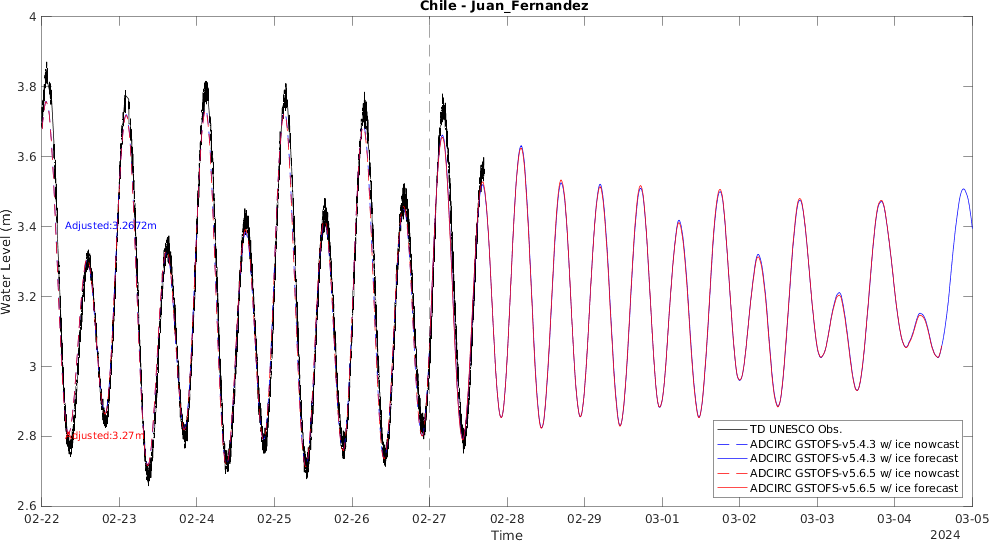 Chile - Juan_Fernandez
4
3.8
3.6
3.4
3.2
3
2.8
2.6
Water Level (m)
Adjusted:3.2672m
Adjusted:3.27m
TD UNESCO Obs.
ADCIRC GSTOFS-v5.4.3 w/ ice nowcast
ADCIRC GSTOFS-v5.4.3 w/ ice forecast
ADCIRC GSTOFS-v5.6.5 w/ ice nowcast
ADCIRC GSTOFS-v5.6.5 w/ ice forecast
02-22 02-23 02-24 02-25 02-26 02-27 02-28 02-29 03-01 03-02 03-03 03-04 03-05
Time
2024